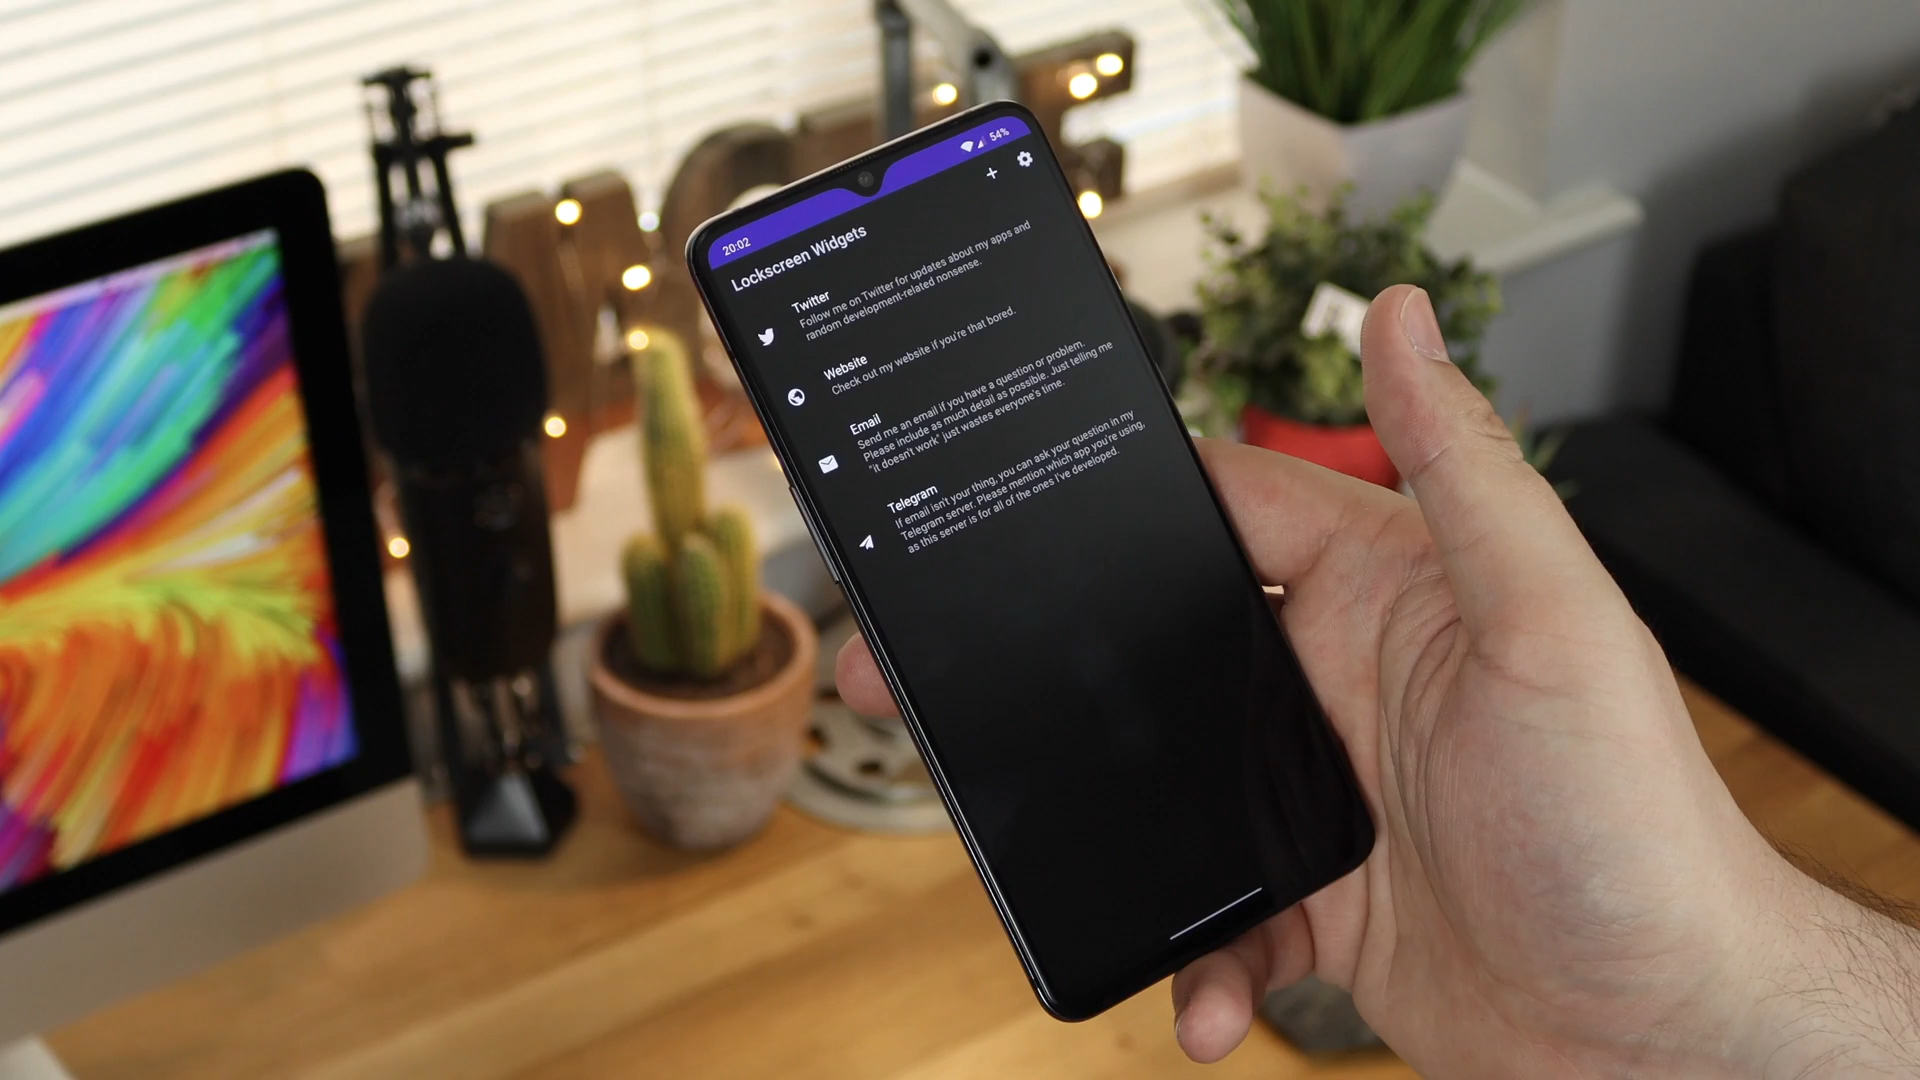 20:02
54%
Lockscreen Widgets
Twitter
Follow me on Twitter for updates about my apps and
random development-related nonsense.
Website
Check out my website if you're that bored.
Email
Send me an email if you have a question or problem.
Please include as much detail as possible. Just telling me
"it doesn't work" just wastes everyone's time.
Telegram
If email isn't your thing, you can ask your question in my
Telegram server. Please mention which app you're using,
as this server is for all of the ones I've developed.